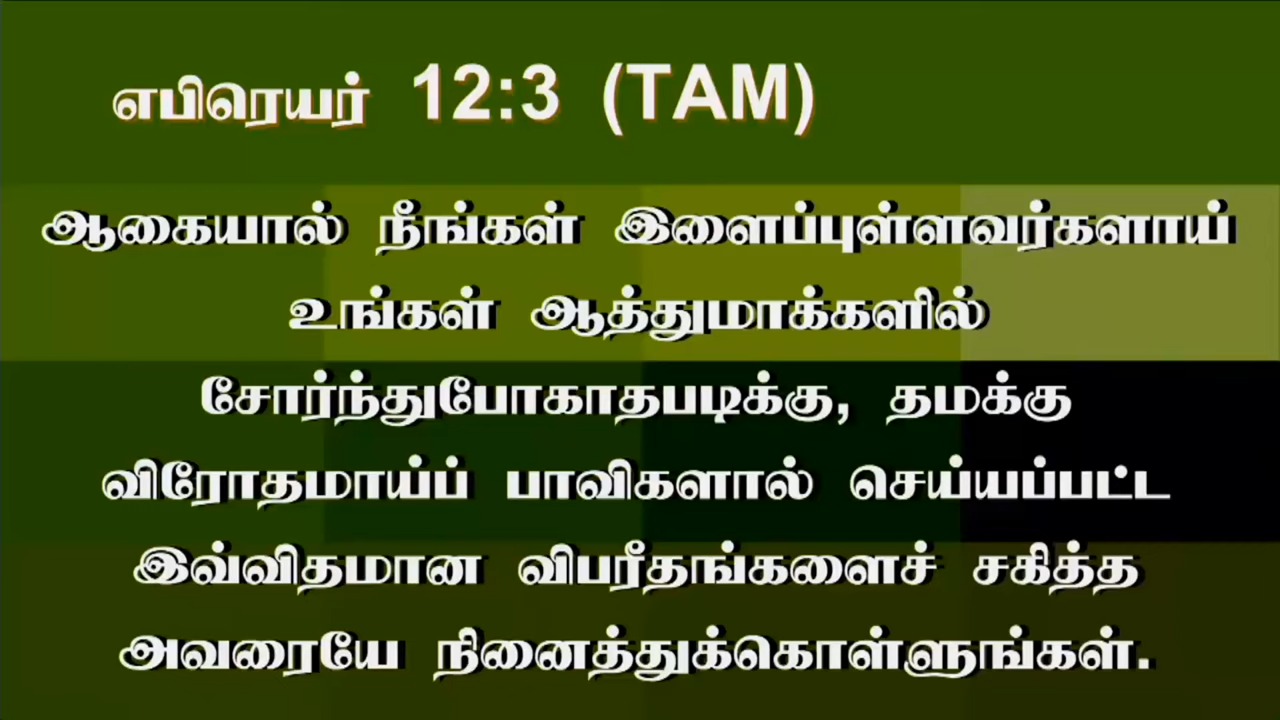 எபிரெயர் 12:3 (TAM)
ஆகையால் நீங்கள் இளைப்புள்ளவர்களாய்
உங்கள் ஆத்துமாக்களில்
சோர்ந்துபோகாதபடிக்கு, தமக்கு
விரோதமாய்ப் பாவிகளால் செய்யப்பட்ட
இவ்விதமான விபரீதங்களைச் சகித்த
அவரையே நினைத்துக்கொள்ளுங்கள்.